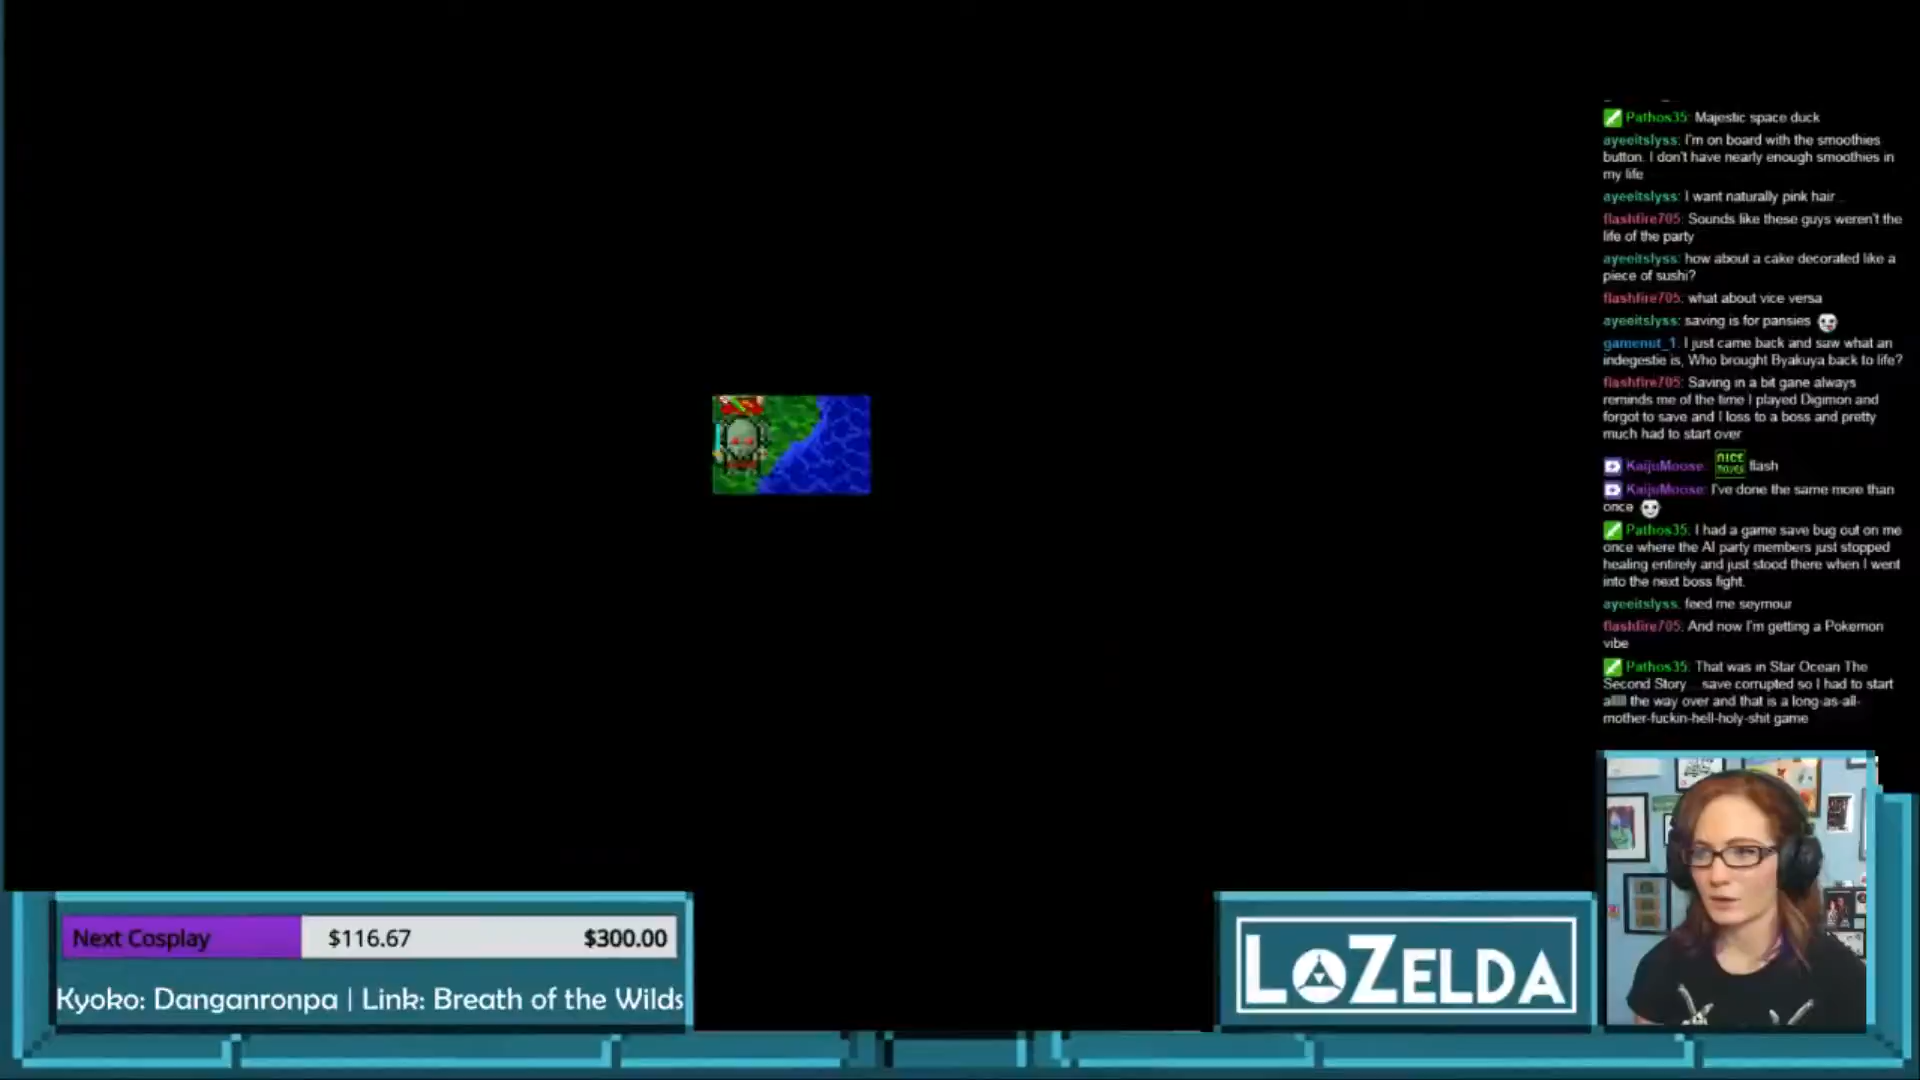 Pathos35: Majestic space duck
ayeeitslyss: I'm on board with the smoothies
button. I don't have nearly enough smoothies in
my life
ayeeitslyss: I want naturally pink hair...
flashfire705: Sounds like these guys weren't the
life of the party
ayeeitslyss: how about a cake decorated like a
piece of sushi?
flashfire705: what about vice versa
ayeeitslyss: saving is for pansies
gamenut_1: I just came back and saw what an
indegestie is, Who brought Byakuya back to life?
flashfire705: Saving in a bit gane always
reminds me of the time I played Digimon and
forgot to save and I loss to a boss and pretty
much had to start over
KaijuMoose: NICE MOVES flash
KaijuMoose: I've done the same more than
once
Pathos35: I had a game save bug out on me
once where the AI party members just stopped
healing entirely and just stood there when I went
into the next boss fight.
ayeeitslyss: feed me seymour
flashfire705: And now I'm getting a Pokemon
vibe
Pathos35: That was in Star Ocean The
Second Story... save corrupted so I had to start
allllll the way over and that is a long-as-all-
mother-fuckin-hell-holy-shit game
Next Cosplay $116.67 $300.00
Kyoko: Danganronpa | Link: Breath of the Wilds
LOZELDA